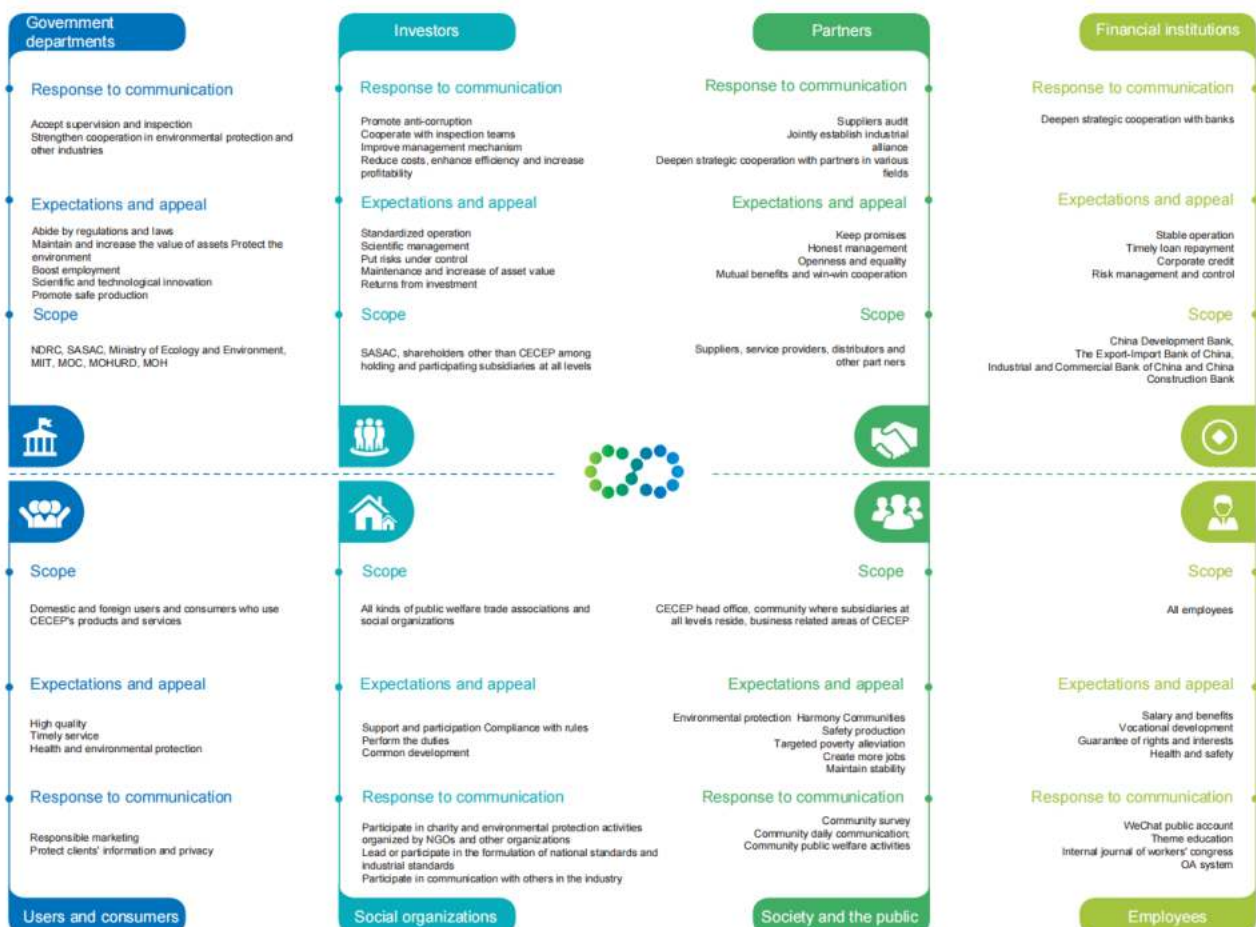 Government
departments
Response to communication
Accept supervision and inspection
Strengthen cooperation in environmental protection and
other industries
Expectations and appeal
Abide by regulations and laws
Maintain and increase the value of assets Protect the
environment
Boost employment
Scientific and technological innovation
Promote safe production
Scope
NDRC, SASAC, Ministry of Ecology and Environment,
MIIT, MOC, MOHURD, MOH
Investors
Response to communication
Promote anti-corruption
Cooperate with inspection teams
Improve management mechanism
Reduce costs, enhance efficiency and increase
profitability
Expectations and appeal
Standardized operation
Scientific management
Put risks under control
Maintenance and increase of asset value
Returns from investment
Scope
SASAC, shareholders other than CECEP among
holding and participating subsidiaries at all levels
Partners
Response to communication
Suppliers audit
Jointly establish industrial
alliance
Deepen strategic cooperation with partners in various
fields
Expectations and appeal
Keep promises
Honest management
Openness and equality
Mutual benefits and win-win cooperation
Scope
Suppliers, service providers, distributors and
other part ners
Financial institutions
Response to communication
Deepen strategic cooperation with banks
Expectations and appeal
Stable operation
Timely loan repayment
Corporate credit
Risk management and control
Scope
China Development Bank,
The Export-Import Bank of China,
Industrial and Commercial Bank of China and China
Construction Bank
Scope
Domestic and foreign users and consumers who use
CECEP's products and services
Expectations and appeal
High quality
Timely service
Health and environmental protection
Response to communication
Responsible marketing
Protect clients' information and privacy
Users and consumers
Scope
All kinds of public welfare trade associations and
social organizations
Expectations and appeal
Support and participation Compliance with rules
Perform the duties
Common development
Response to communication
Participate in charity and environmental protection activities
organized by NGOs and other organizations
Lead or participate in the formulation of national standards and
industrial standards
Participate in communication with others in the industry
Social organizations
Scope
CECEP head office, community where subsidiaries at
all levels reside, business related areas of CECEP
Expectations and appeal
Environmental protection Harmony Communities
Safety production
Targeted poverty alleviation
Create more jobs
Maintain stability
Response to communication
Community survey
Community daily communication;
Community public welfare activities
Society and the public
Scope
All employees
Expectations and appeal
Salary and benefits
Vocational development
Guarantee of rights and interests
Health and safety
Response to communication
WeChat public account
Theme education
Internal journal of workers' congress
OA system
Employees